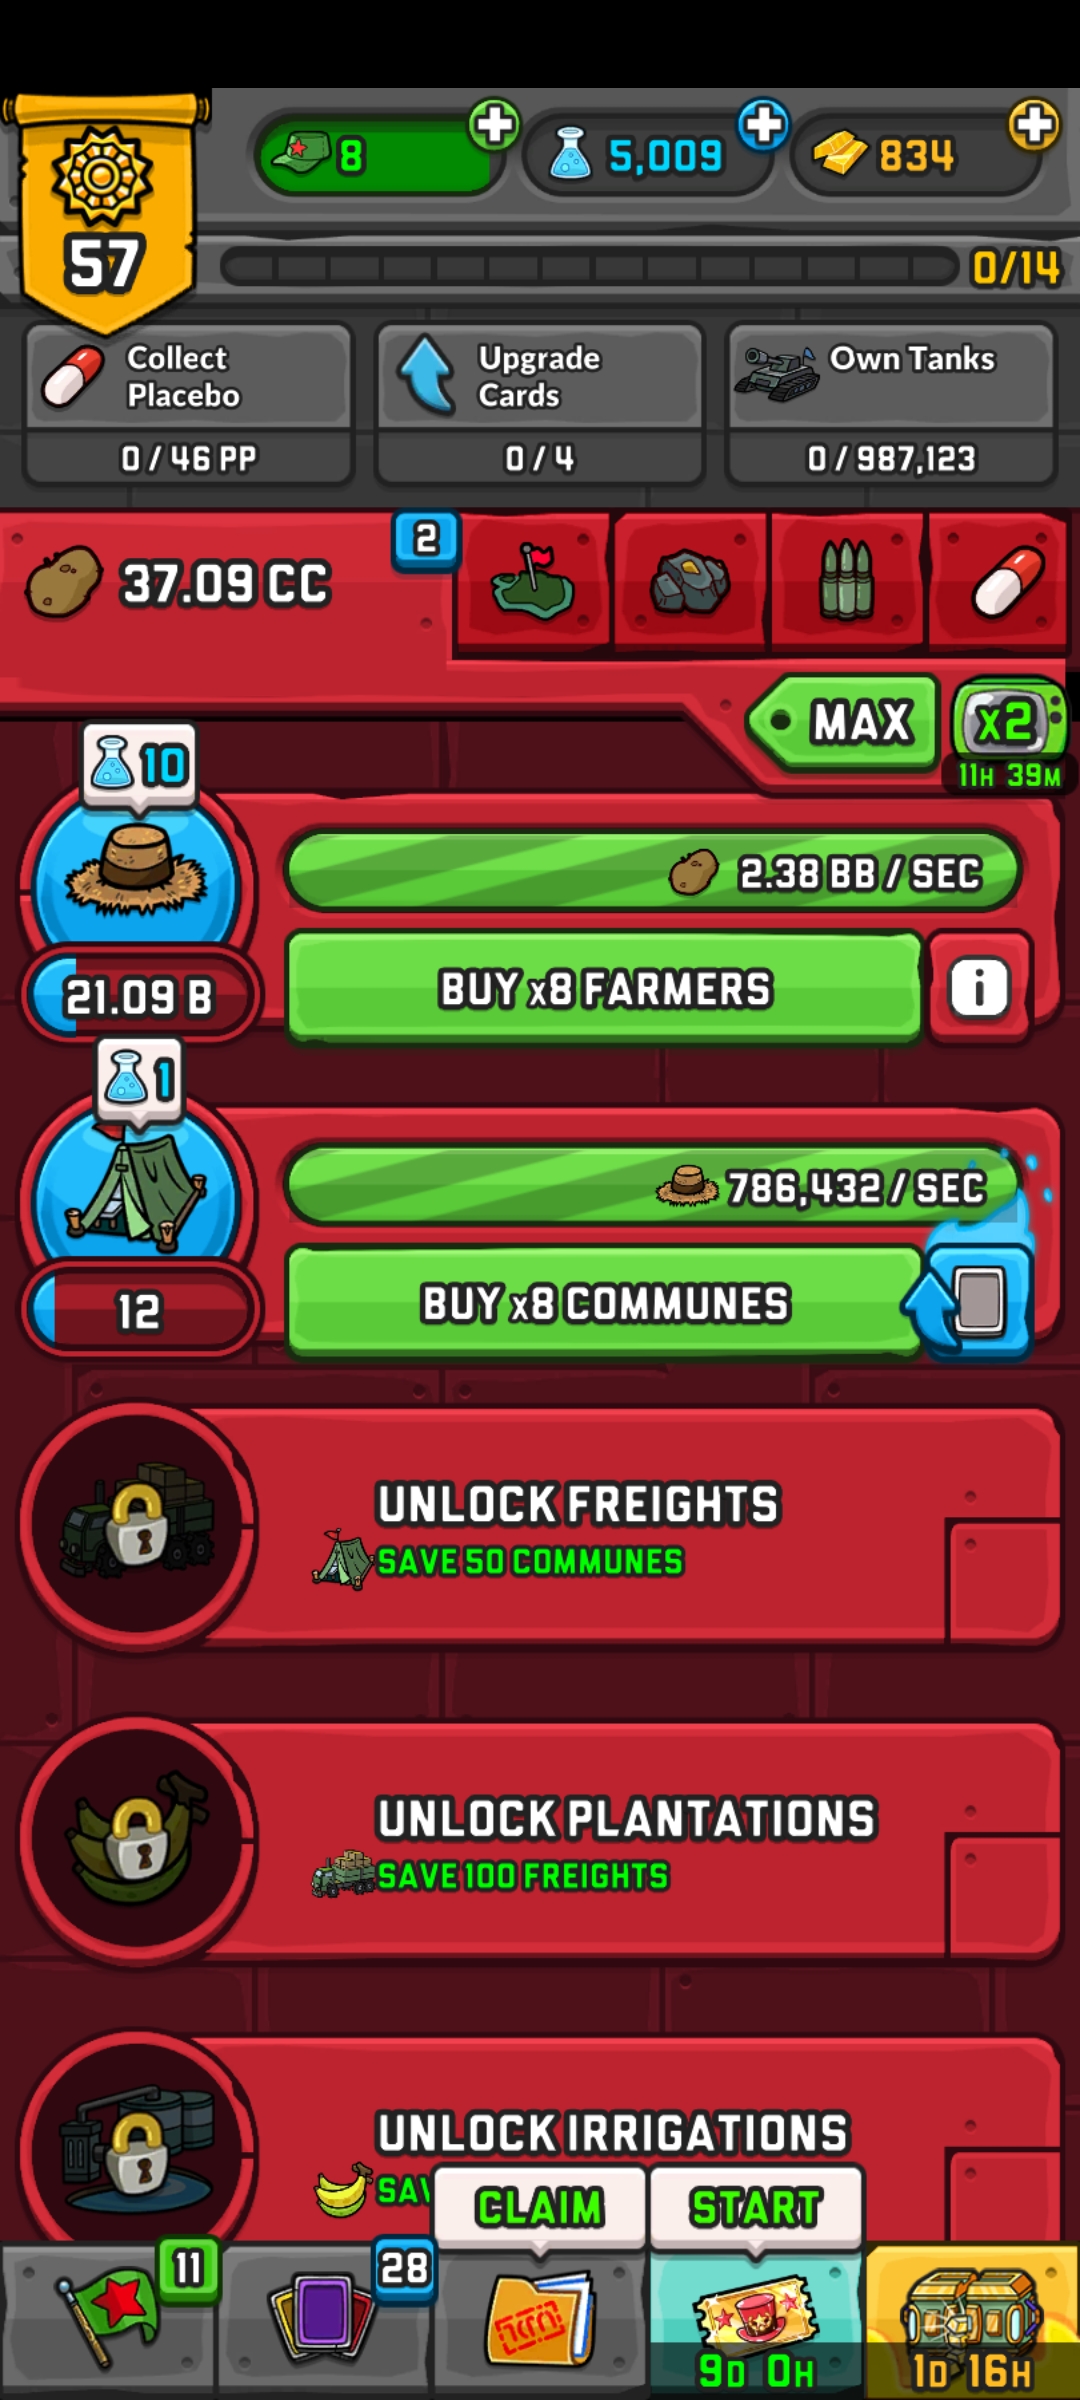 8
5,009
834
57
0/14
Collect
Placebo
0 / 46 PP
Upgrade
Cards
0 / 4
Own Tanks
0 / 987,123
37.09 CC
2
MAX
x2
11H 39M
10
2.38 BB / SEC
21.09 B
BUY x8 FARMERS
i
1
786,432 / SEC
12
BUY x8 COMMUNES
UNLOCK FREIGHTS
SAVE 50 COMMUNES
UNLOCK PLANTATIONS
SAVE 100 FREIGHTS
UNLOCK IRRIGATIONS
CLAIM
START
11
28
9D 0H
1D 16H